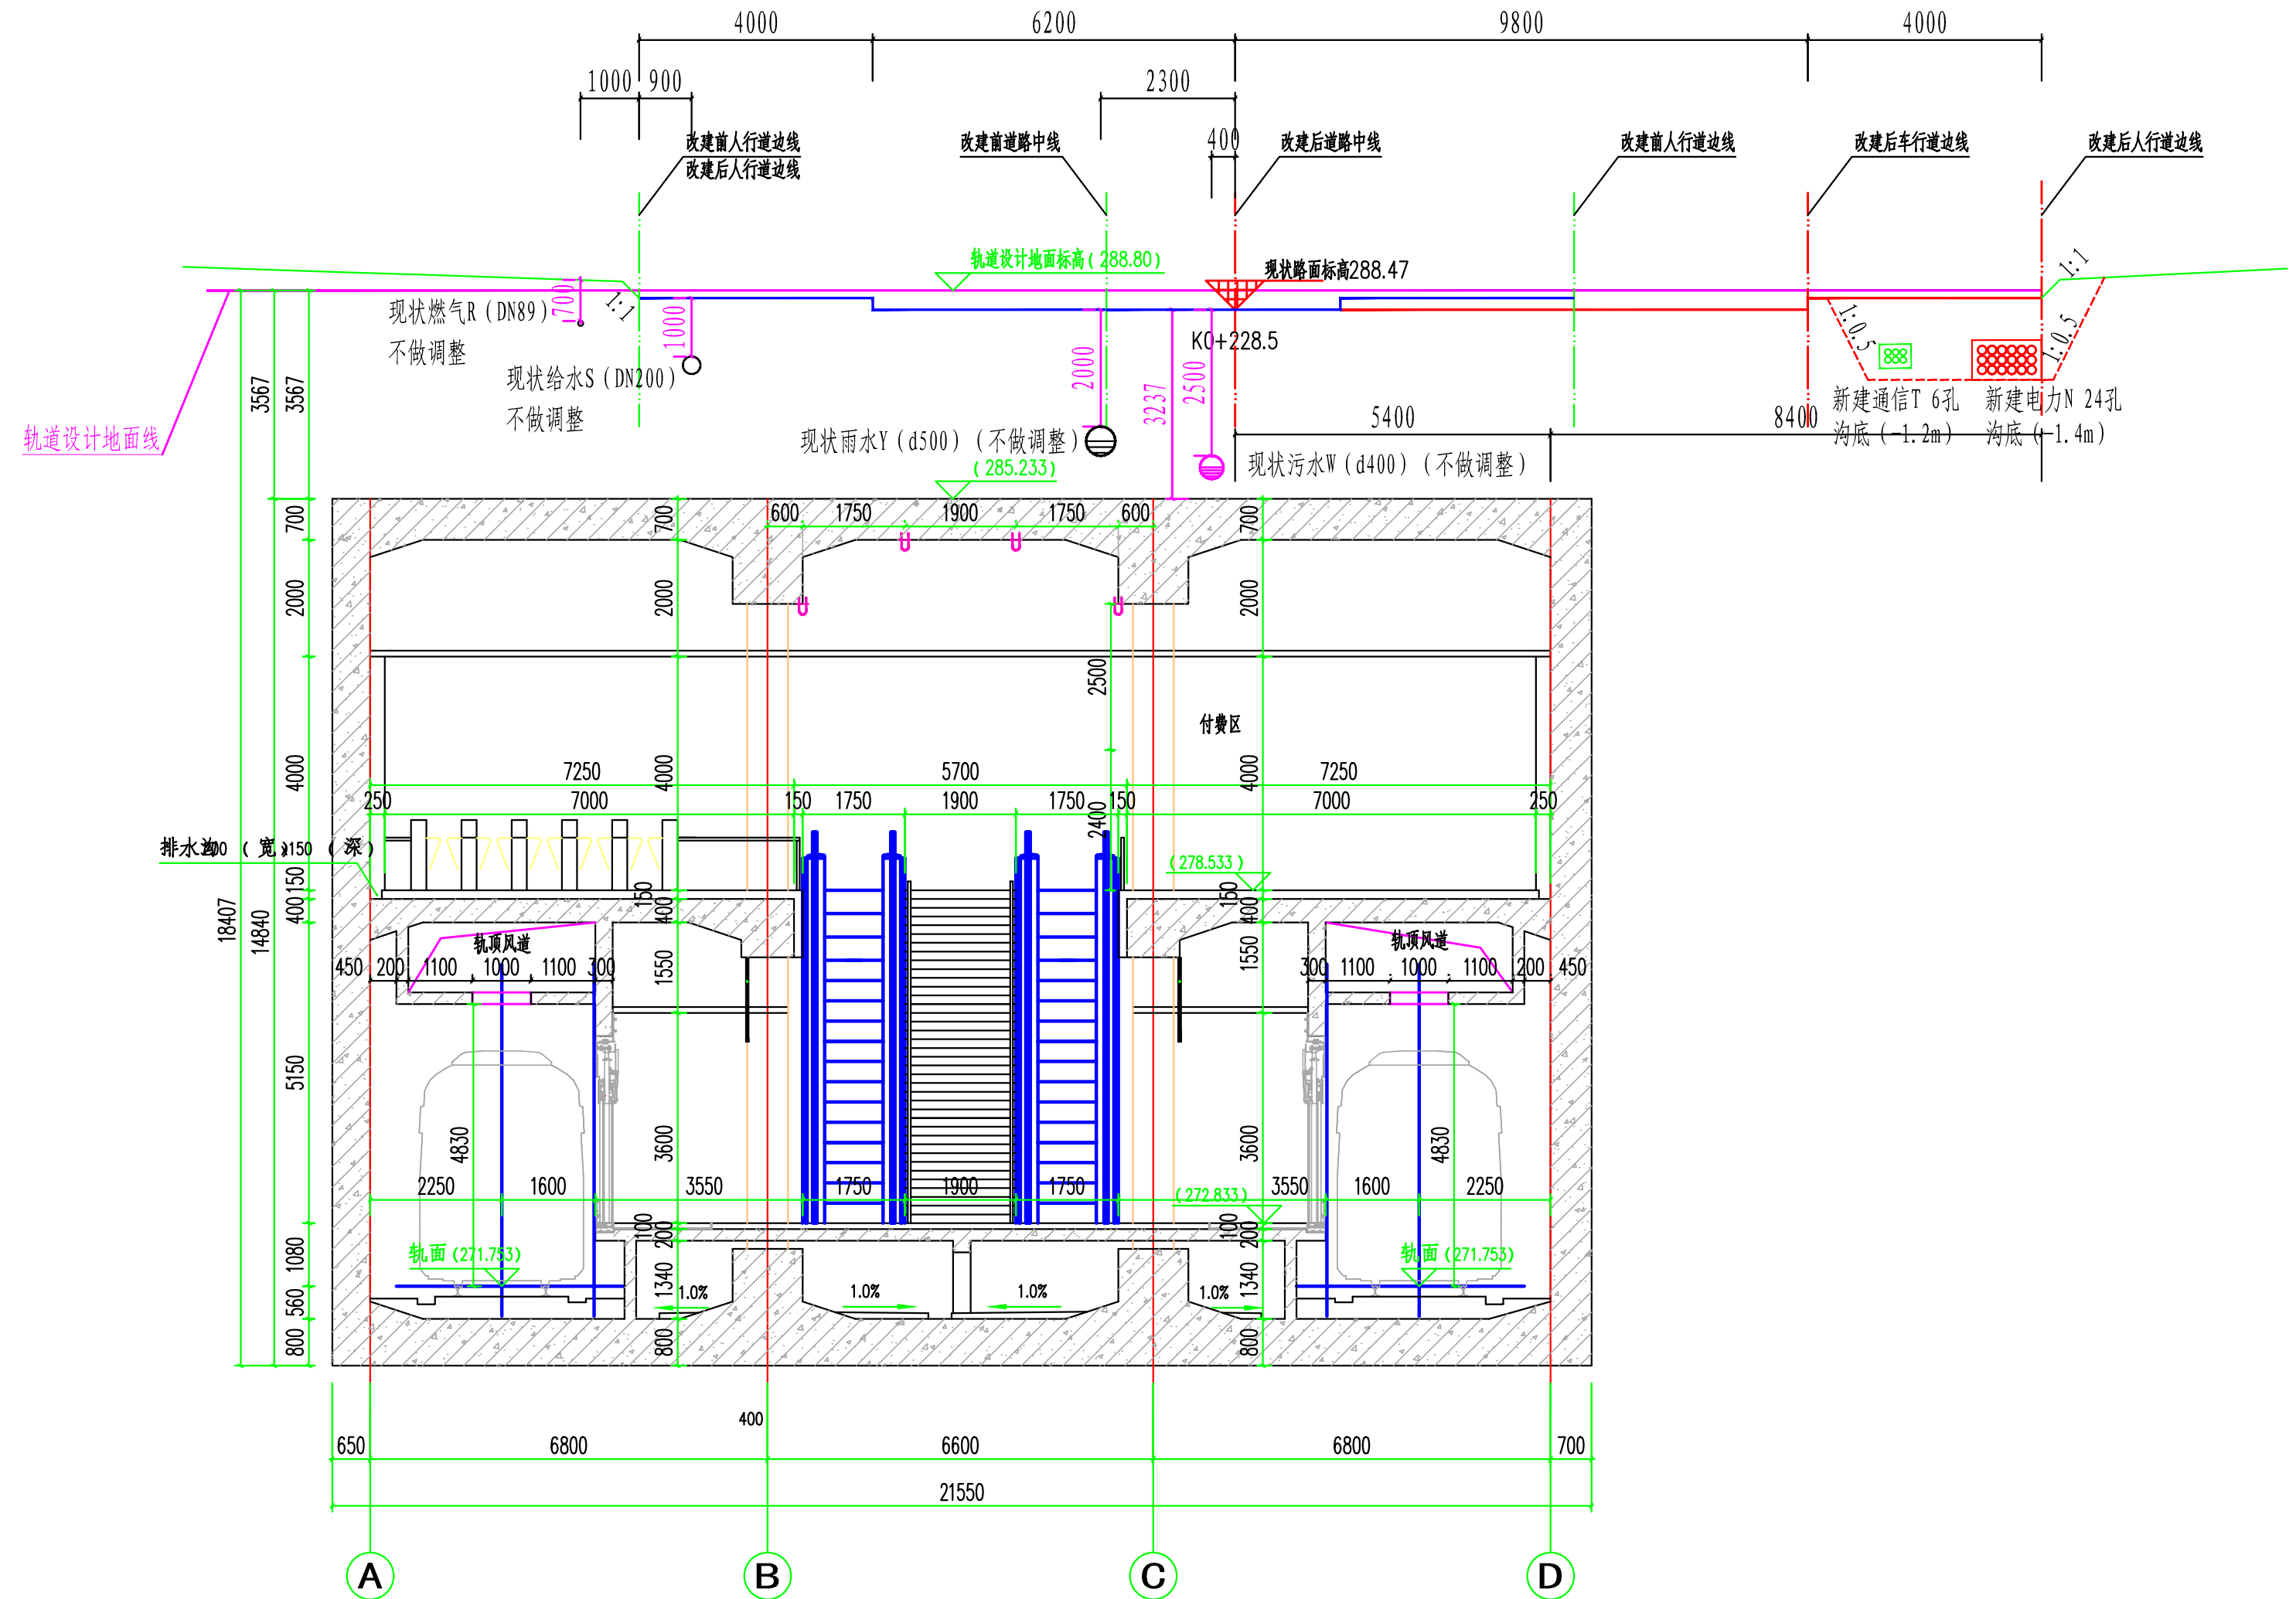 4000 6200 9800 4000
1000 900 2300
400
改建前人行道边线 改建前道路中线 改建后道路中线 改建前人行道边线 改建后车行道边线 改建后人行道边线
改建后人行道边线
轨道设计地面标高(288.80)
现状路面标高288.47
1:1
700
现状燃气R(DN89)
不做调整
1:1
1000
现状给水S(DN200)
不做调整
K0+228.5
2000
3237
2500
1:0.5
1:0.5
新建通信T 6孔
沟底(-1.2m)
新建电力N 24孔
沟底(-1.4m)
5400 8400
3567 3567
轨道设计地面线
现状雨水Y(d500)(不做调整)
现状污水W(d400)(不做调整)
(285.233)
600 1750 1900 1750 600
700 700 700
2000 2000 2000
2500
付费区
4000 4000 4000
7250 5700 7250
250 7000 150 1750 1900 1750 150 7000 250
2400
排水沟200(宽)x150(深)
(278.533)
150 150 150
400 400 400
18407 14840
轨顶风道 轨顶风道
450 200 1100 1000 1100 300 300 1100 1000 1100 200 450
1550 1550
5150
4830 3600 3600 4830
2250 1600 3550 1750 1900 1750 3550 1600 2250
(272.833)
100 100
200 200
轨面(271.753) 轨面(271.753)
1080
1340 1340
1.0% 1.0% 1.0% 1.0%
560
800 800 800
400
650 6800 6600 6800 700
21550
A B C D